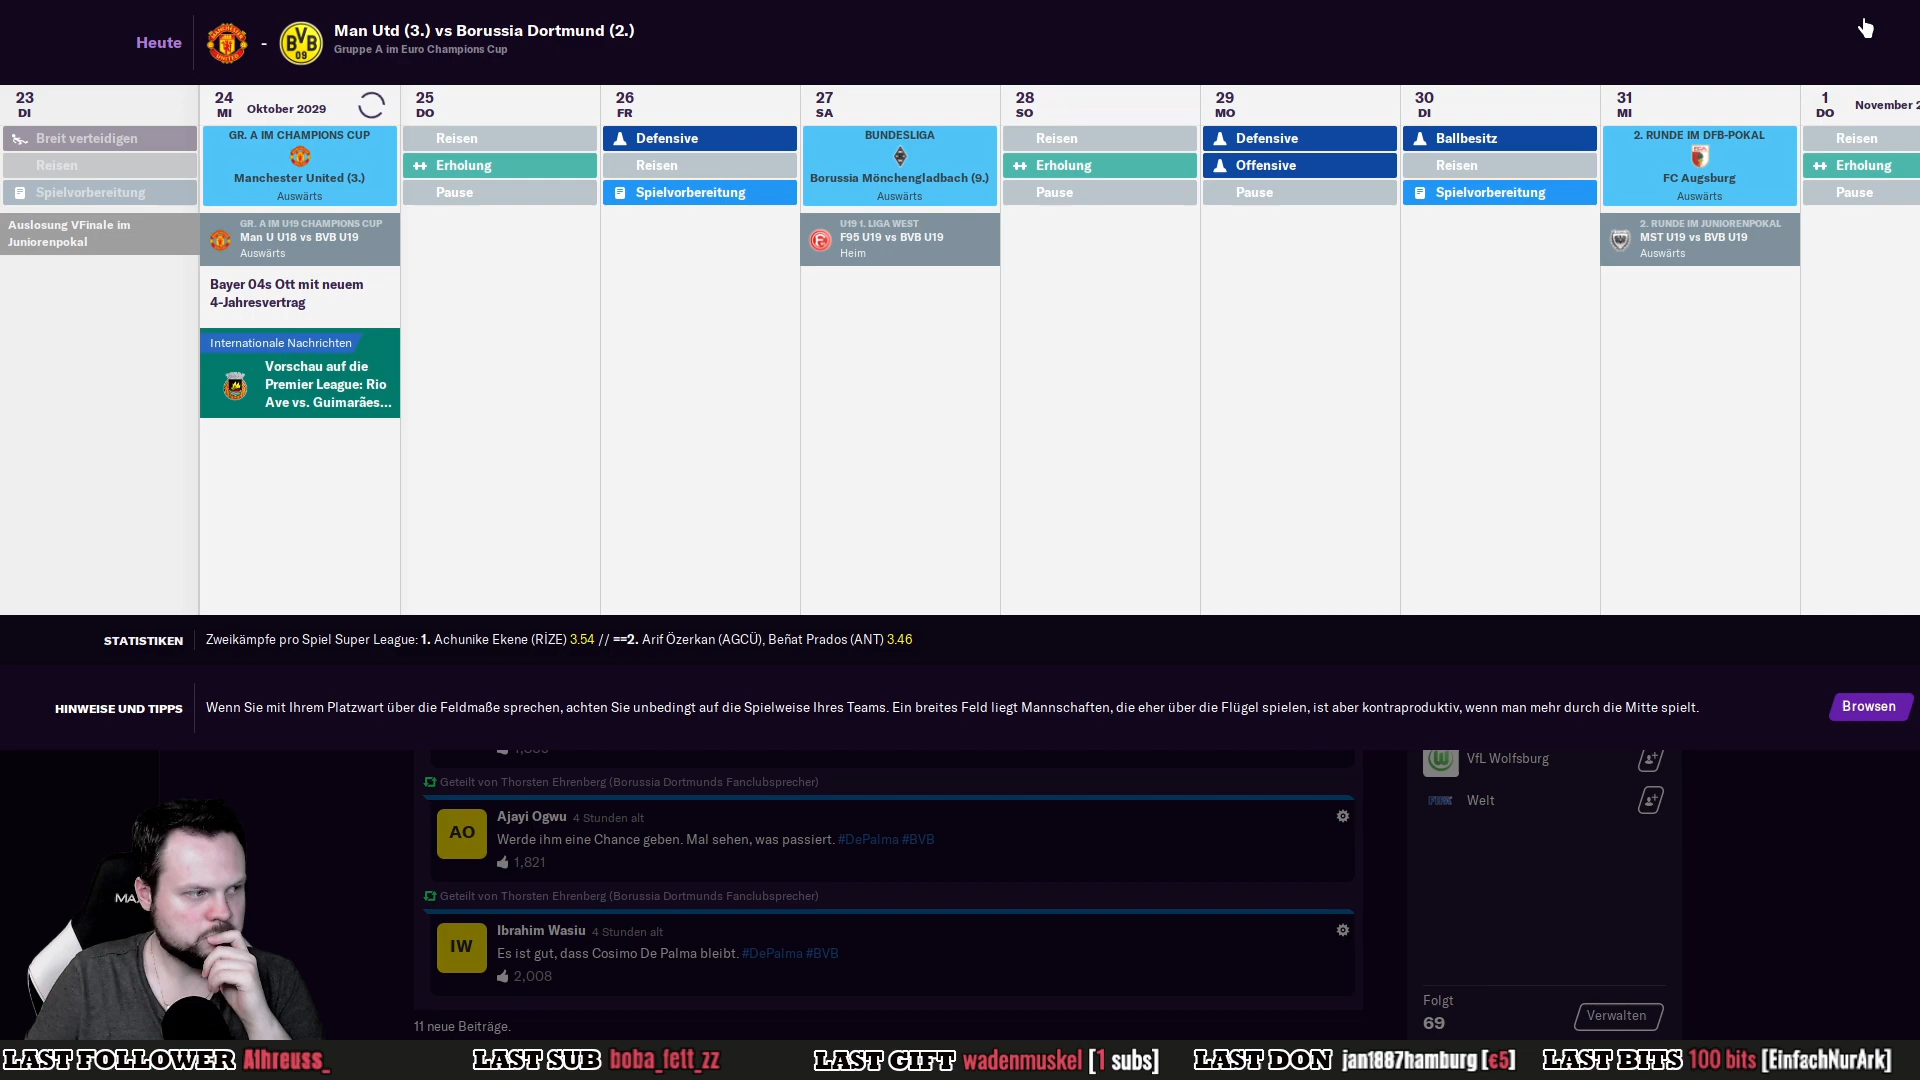 Heute
-
Man Utd (3.) vs Borussia Dortmund (2.)
Gruppe A im Euro Champions Cup
23
DI
Breit verteidigen
Reisen
Spielvorbereitung
Auslosung VFinale im
Juniorenpokal
24
MI
Oktober 2029
GR. A IM CHAMPIONS CUP
Manchester United (3.)
Auswärts
GR. A IM U19 CHAMPIONS CUP
Man U U18 vs BVB U19
Auswärts
Bayer 04s Ott mit neuem
4-Jahresvertrag
Internationale Nachrichten
Vorschau auf die
Premier League: Rio
Ave vs. Guimarães...
25
DO
Reisen
Erholung
Pause
26
FR
Defensive
Reisen
Spielvorbereitung
27
SA
BUNDESLIGA
Borussia Mönchengladbach (9.)
Auswärts
U19 1. LIGA WEST
F95 U19 vs BVB U19
Heim
28
SO
Reisen
Erholung
Pause
29
MO
Defensive
Offensive
Pause
30
DI
Ballbesitz
Reisen
Spielvorbereitung
31
MI
2. RUNDE IM DFB-POKAL
FC Augsburg
Auswärts
2. RUNDE IM JUNIORENPOKAL
MST U19 vs BVB U19
Auswärts
1
DO
November 2
Reisen
Erholung
Pause
STATISTIKEN
Zweikämpfe pro Spiel Super League: 1. Achunike Ekene (RİZE) 3.54 // ==2. Arif Özerkan (AGCÜ), Beñat Prados (ANT) 3.46
HINWEISE UND TIPPS
Wenn Sie mit Ihrem Platzwart über die Feldmaße sprechen, achten Sie unbedingt auf die Spielweise Ihres Teams. Ein breites Feld liegt Mannschaften, die eher über die Flügel spielen, ist aber kontraproduktiv, wenn man mehr durch die Mitte spielt.
Browsen
Geteilt von Thorsten Ehrenberg (Borussia Dortmunds Fanclubsprecher)
AO
Ajayi Ogwu 4 Stunden alt
Werde ihm eine Chance geben. Mal sehen, was passiert. #DePalma #BVB
1,821
Geteilt von Thorsten Ehrenberg (Borussia Dortmunds Fanclubsprecher)
IW
Ibrahim Wasiu 4 Stunden alt
Es ist gut, dass Cosimo De Palma bleibt. #DePalma #BVB
2,008
11 neue Beiträge.
VfL Wolfsburg
Welt
Folgt
69
Verwalten
LAST FOLLOWER Alhreuss_
LAST SUB boba_fett_zz
LAST GIFT wadenmuskel [1 subs]
LAST DON jan1887hamburg [€5]
LAST BITS 100 bits [EinfachNurArk]